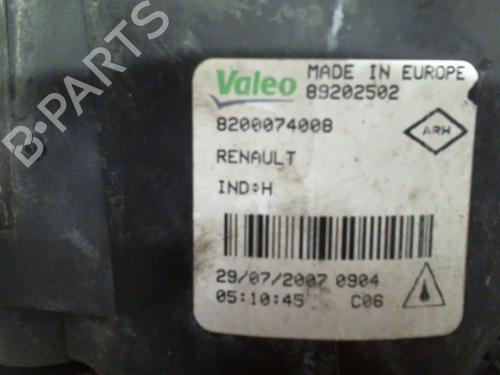 B-PARTS
Valeo MADE IN EUROPE
89202502
8200074008
ARH
RENAULT
IND:H
29/07/2007 0904
05:10:45 C06